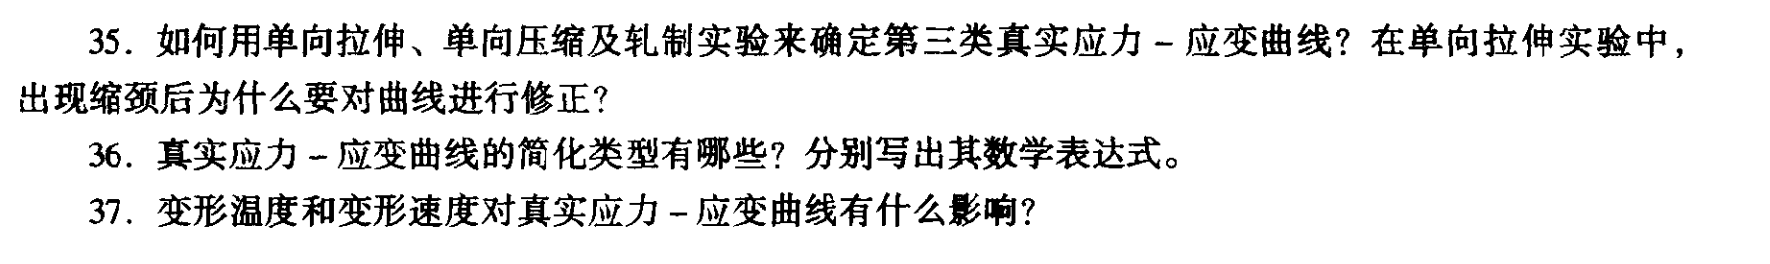 35. 如何用单向拉伸、单向压缩及轧制实验来确定第三类真实应力－应变曲线？在单向拉伸实验中，
出现缩颈后为什么要对曲线进行修正？
36. 真实应力－应变曲线的简化类型有哪些？分别写出其数学表达式。
37. 变形温度和变形速度对真实应力－应变曲线有什么影响？